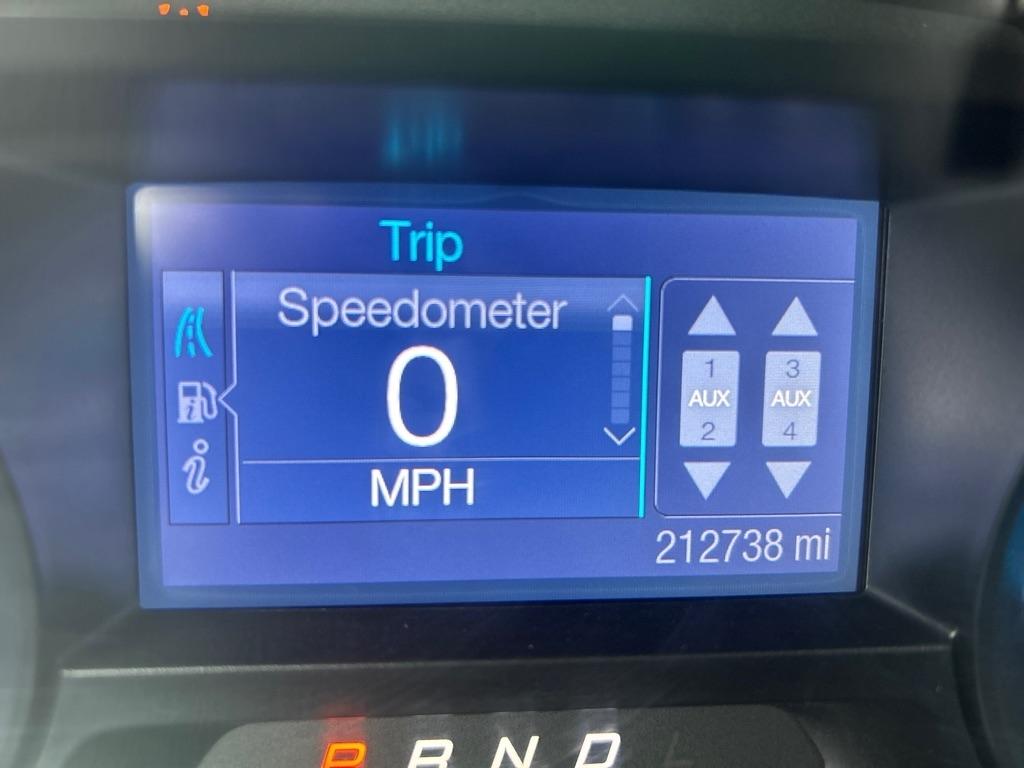 Trip
Speedometer
0
MPH
1 3
AUX AUX
2 4
212738 mi
P R N D L